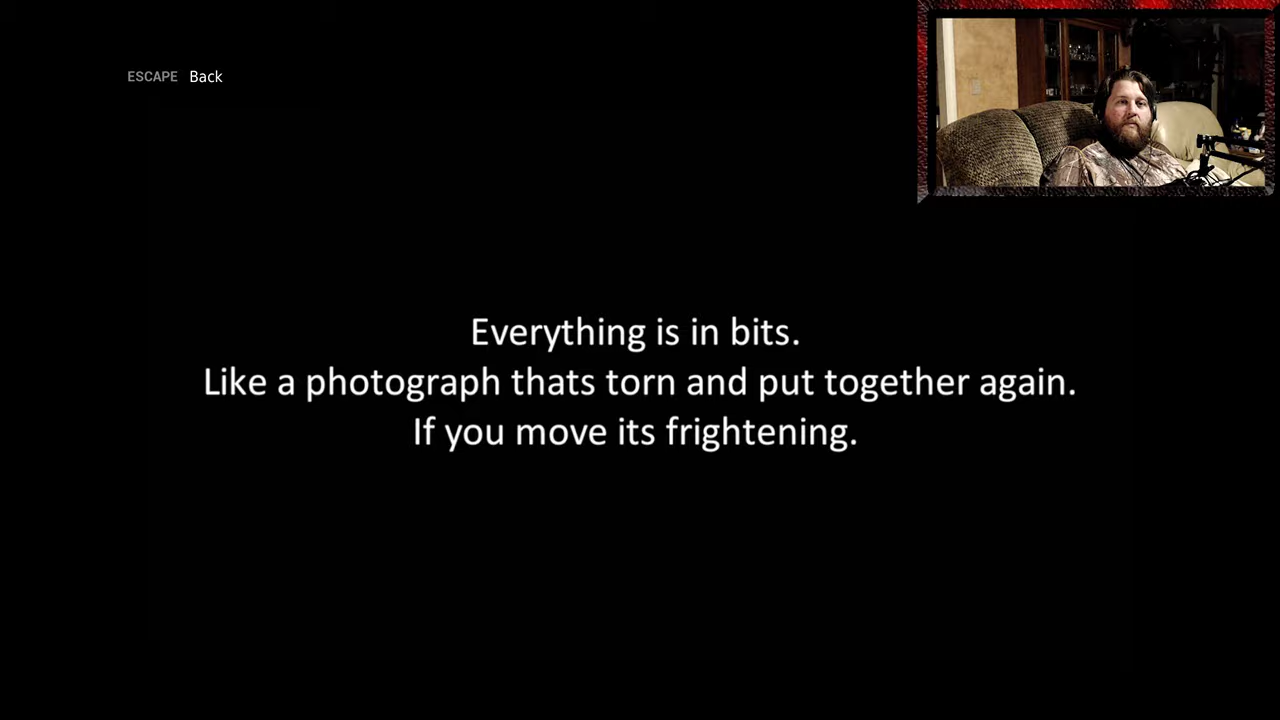 ESCAPE Back
Everything is in bits.
Like a photograph thats torn and put together again.
If you move its frightening.